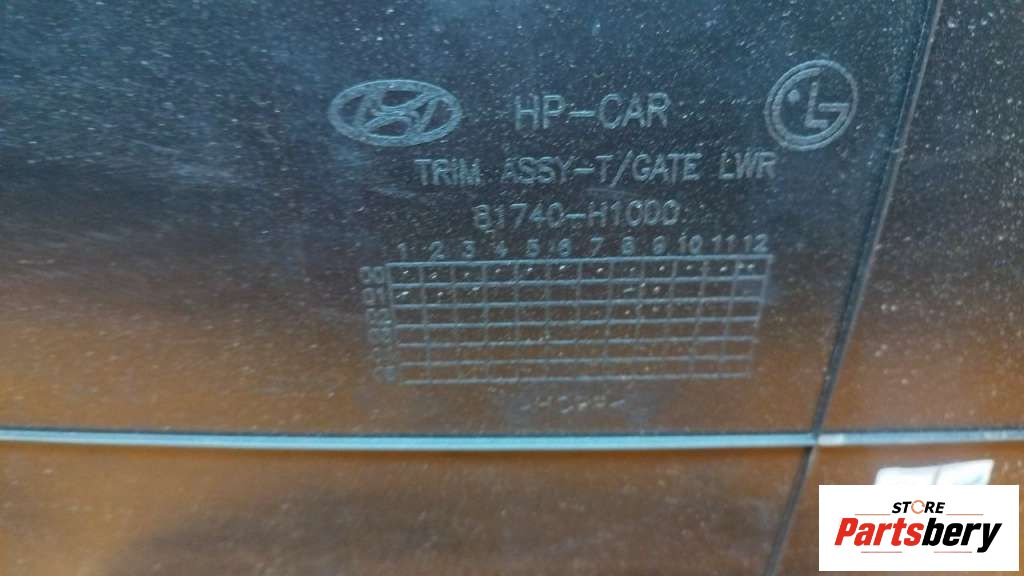 HP-CAR
LG
TRIM ASSY-T/GATE LWR
81740-H1000
1 2 3 4 5 6 7 8 9 10 11 12
STORE
Partsbery